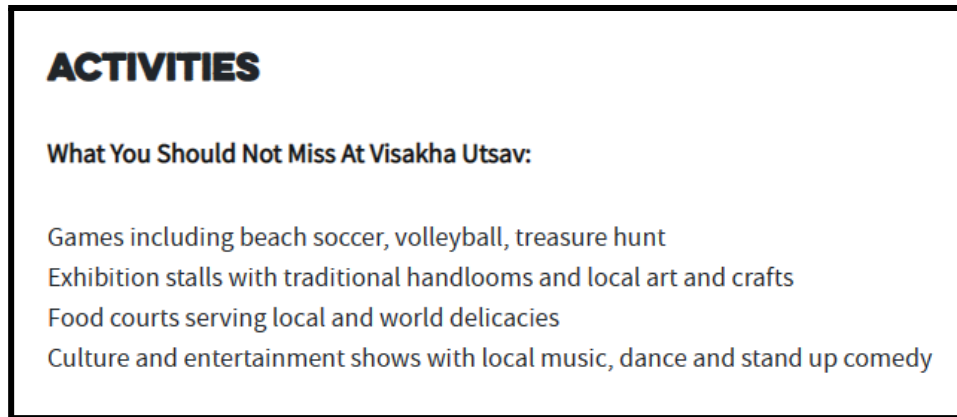 ACTIVITIES
What You Should Not Miss At Visakha Utsav:
Games including beach soccer, volleyball, treasure hunt
Exhibition stalls with traditional handlooms and local art and crafts
Food courts serving local and world delicacies
Culture and entertainment shows with local music, dance and stand up comedy